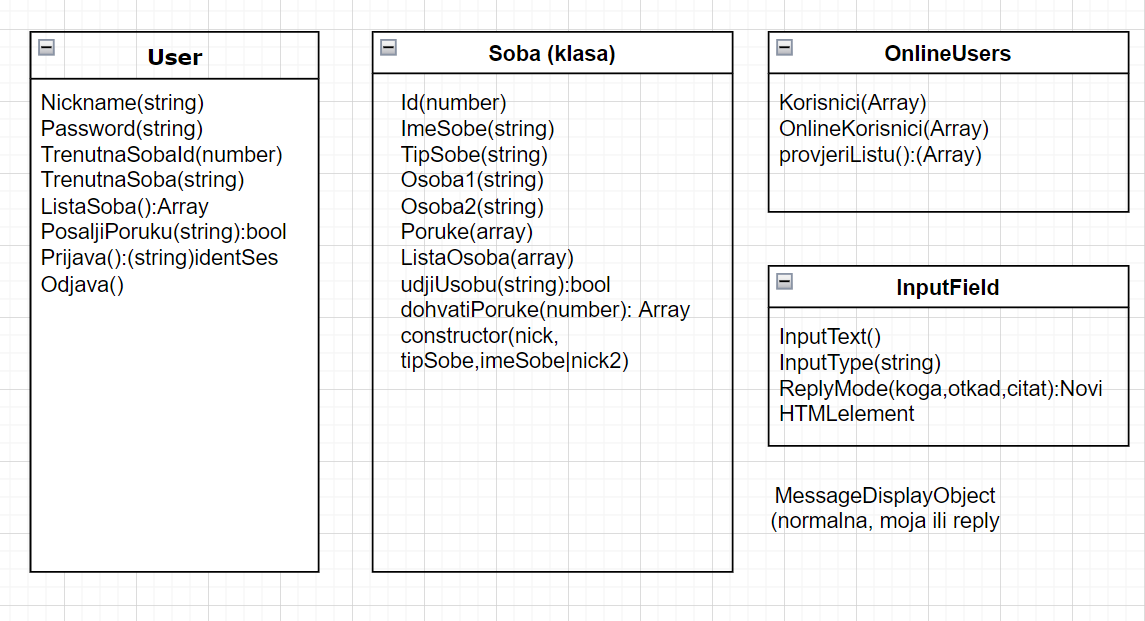 User
Nickname(string)
Password(string)
TrenutnaSobaId(number)
TrenutnaSoba(string)
ListaSoba():Array
PosaljiPoruku(string):bool
Prijava():(string)identSes
Odjava()
Soba (klasa)
Id(number)
ImeSobe(string)
TipSobe(string)
Osoba1(string)
Osoba2(string)
Poruke(array)
ListaOsoba(array)
udjiUsobu(string):bool
dohvatiPoruke(number): Array
constructor(nick,
tipSobe,imeSobe|nick2)
OnlineUsers
Korisnici(Array)
OnlineKorisnici(Array)
provjeriListu():(Array)
InputField
InputText()
InputType(string)
ReplyMode(koga,otkad,citat):Novi
HTMLelement
MessageDisplayObject
(normalna, moja ili reply